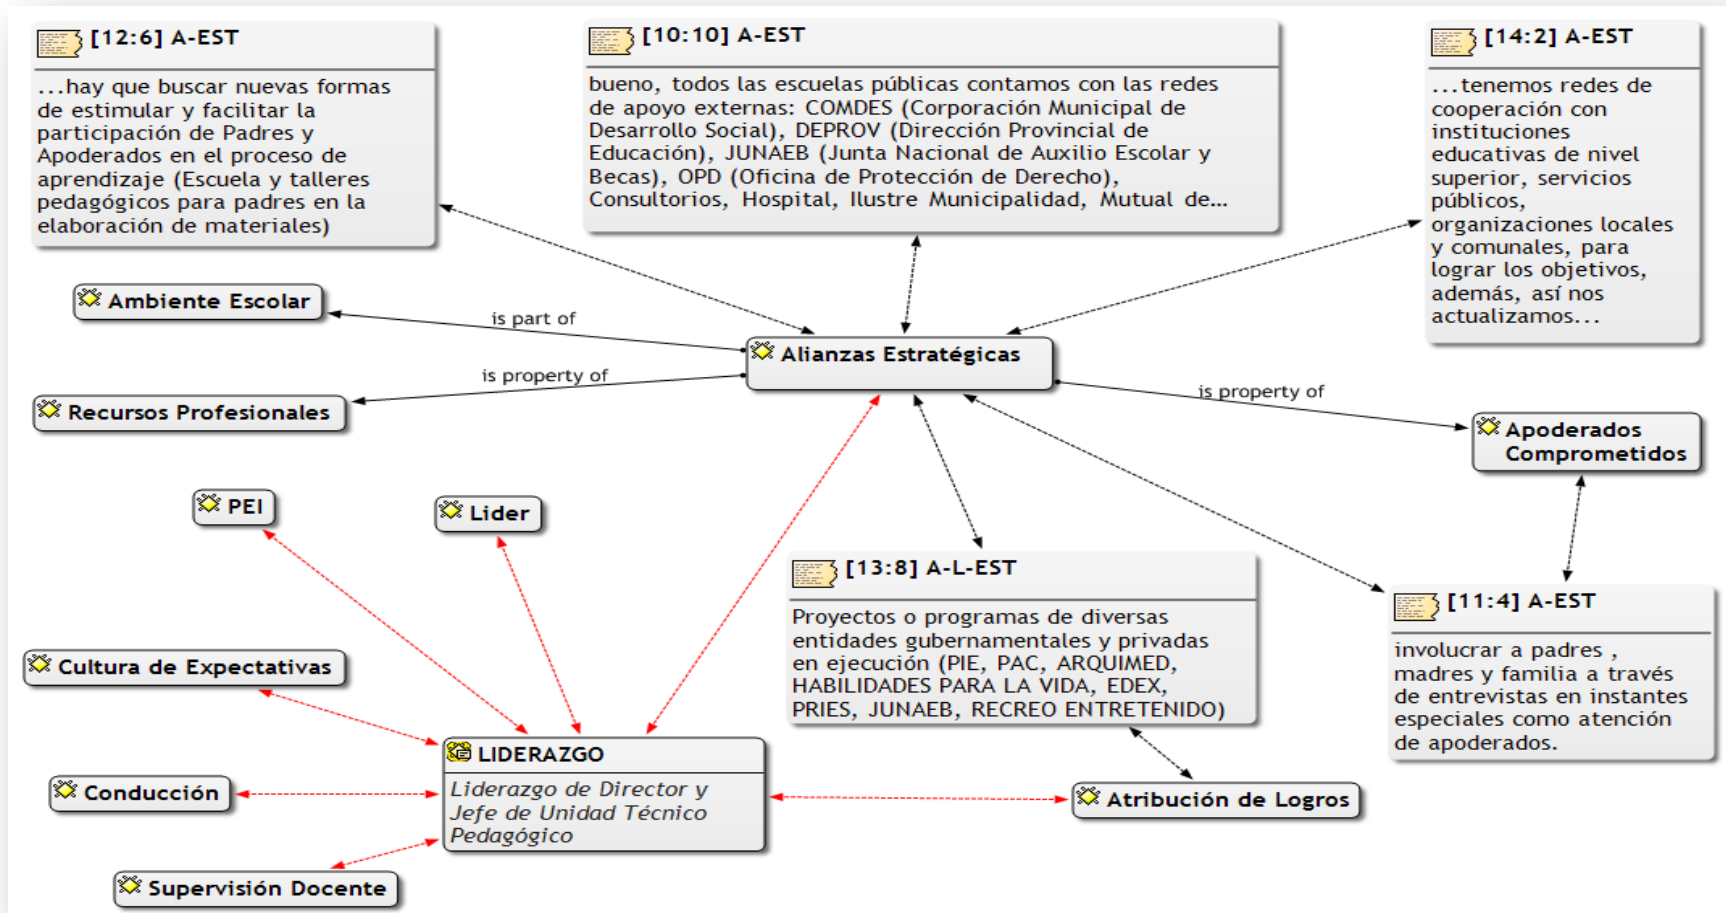 [12:6] A-EST
...hay que buscar nuevas formas
de estimular y facilitar la
participación de Padres y
Apoderados en el proceso de
aprendizaje (Escuela y talleres
pedagógicos para padres en la
elaboración de materiales)
[10:10] A-EST
bueno, todos las escuelas públicas contamos con las redes
de apoyo externas: COMDES (Corporación Municipal de
Desarrollo Social), DEPROV (Dirección Provincial de
Educación), JUNAEB (Junta Nacional de Auxilio Escolar y
Becas), OPD (Oficina de Protección de Derecho),
Consultorios, Hospital, Ilustre Municipalidad, Mutual de...
[14:2] A-EST
...tenemos redes de
cooperación con
instituciones
educativas de nivel
superior, servicios
públicos,
organizaciones locales
y comunales, para
lograr los objetivos,
además, así nos
actualizamos...
Ambiente Escolar
is part of
Alianzas Estratégicas
is property of
Recursos Profesionales
is property of
Apoderados
Comprometidos
PEI
Lider
[13:8] A-L-EST
Proyectos o programas de diversas
entidades gubernamentales y privadas
en ejecución (PIE, PAC, ARQUIMED,
HABILIDADES PARA LA VIDA, EDEX,
PRIES, JUNAEB, RECREO ENTRETENIDO)
[11:4] A-EST
involucrar a padres ,
madres y familia a través
de entrevistas en instantes
especiales como atención
de apoderados.
Cultura de Expectativas
LIDERAZGO
Liderazgo de Director y
Jefe de Unidad Técnico
Pedagógico
Conducción
Atribución de Logros
Supervisión Docente